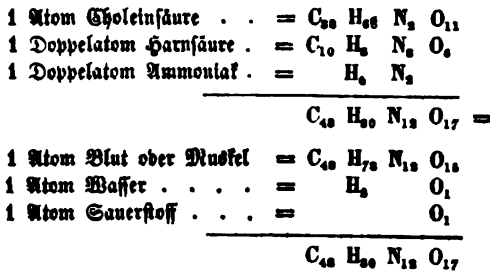 1 Atom Choleinsäure . . = C₃₈ H₆₆ N₂ O₁₁
1 Doppelatom Harnsäure . = C₁₀ H₈ N₈ O₆
1 Doppelatom Ammoniak . = H₆ N₂
C₄₈ H₈₀ N₁₂ O₁₇ =
1 Atom Blut oder Muskel = C₄₈ H₇₈ N₁₂ O₁₅
1 Atom Wasser . . . . = H₂ O₁
1 Atom Sauerstoff . . . = O₁
C₄₈ H₈₀ N₁₂ O₁₇